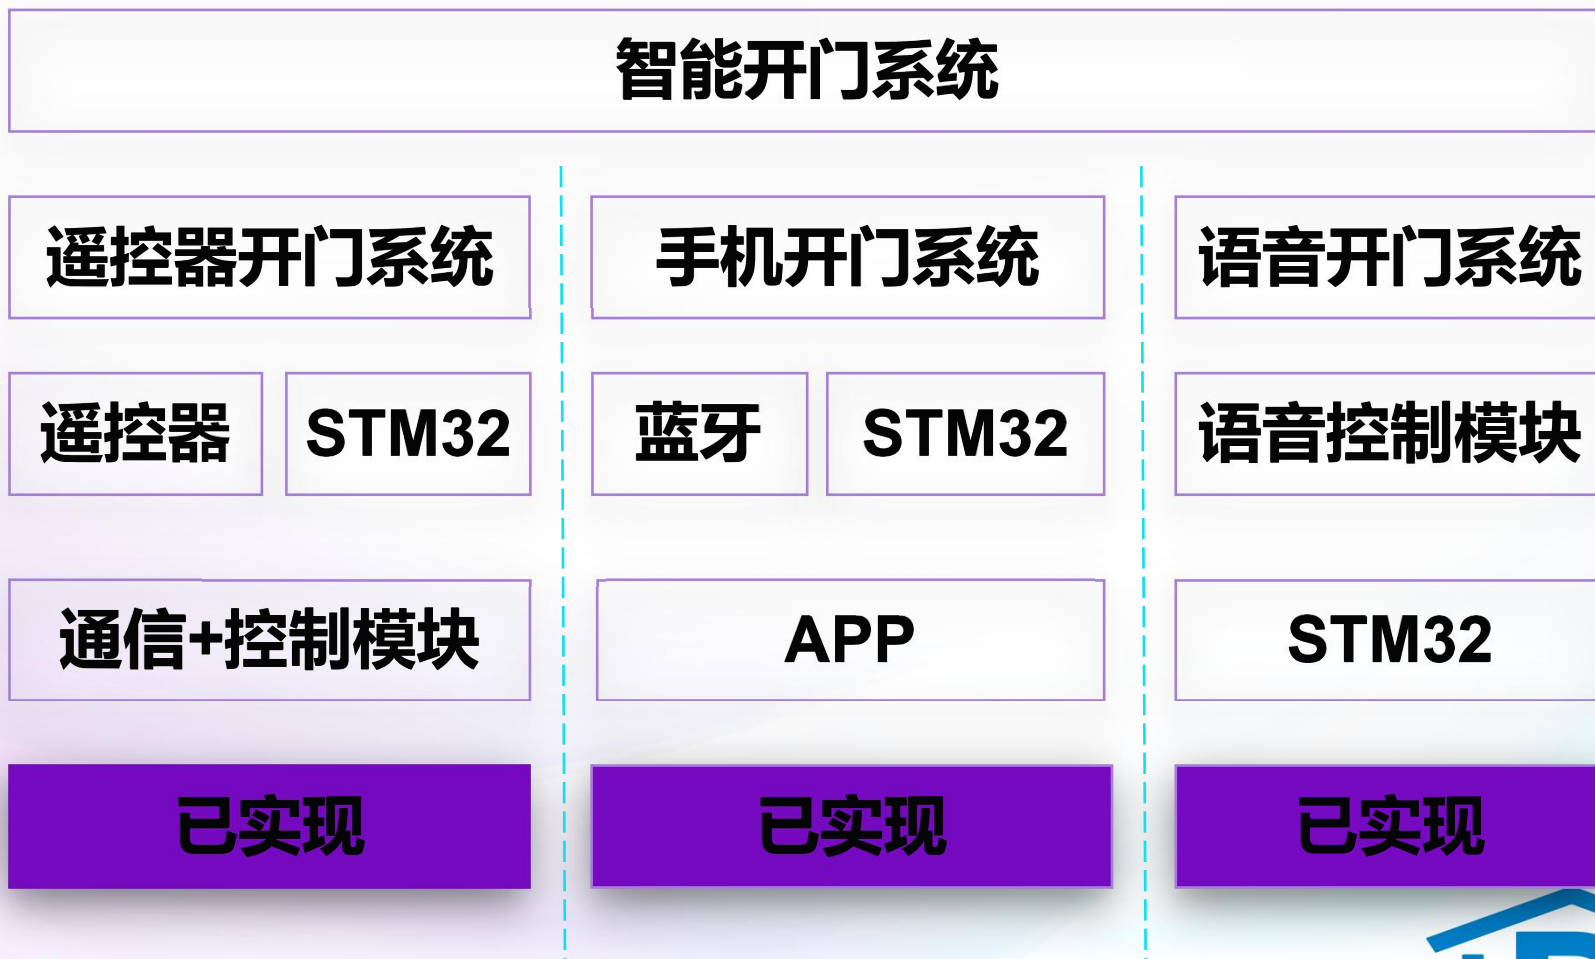 智能开门系统
遥控器开门系统
手机开门系统
语音开门系统
遥控器
STM32
蓝牙
STM32
语音控制模块
通信+控制模块
APP
STM32
已实现
已实现
已实现